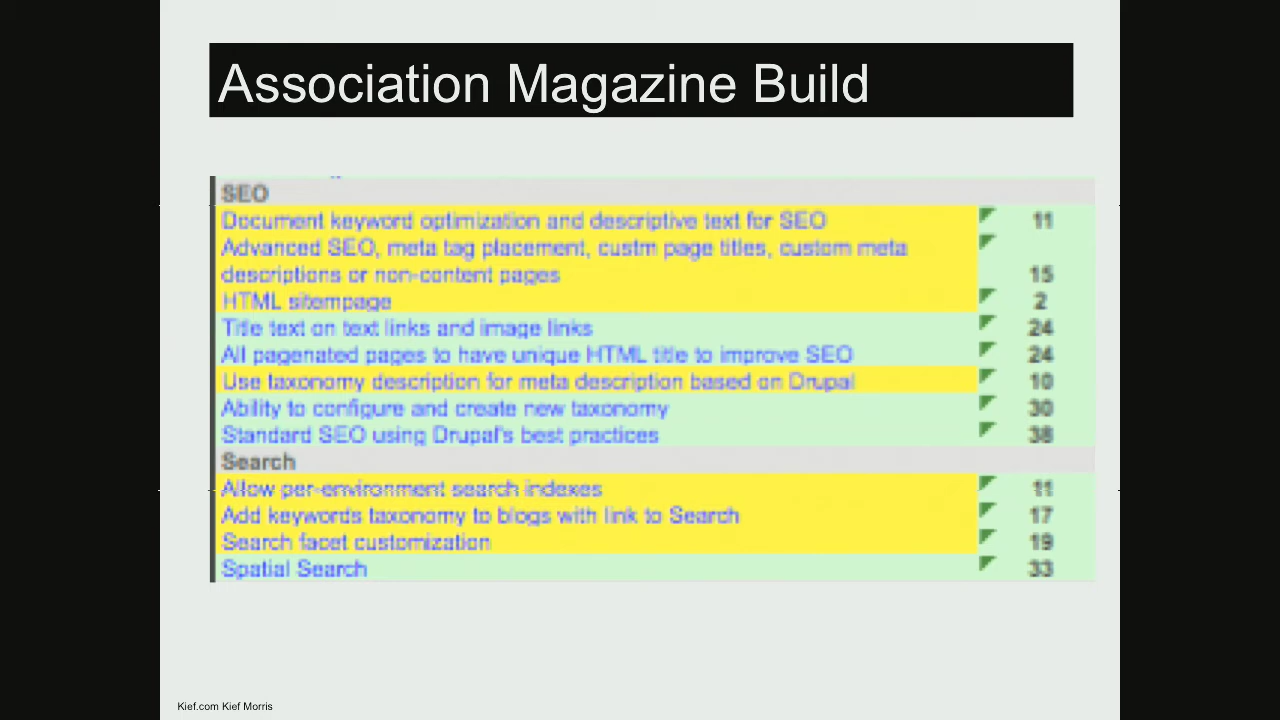 Association Magazine Build
SEO
Document keyword optimization and descriptive text for SEO 11
Advanced SEO, meta tag placement, custm page titles, custom meta
descriptions or non-content pages 15
HTML sitempage 2
Title text on text links and image links 24
All pagenated pages to have unique HTML title to improve SEO 24
Use taxonomy description for meta description based on Drupal 10
Ability to configure and create new taxonomy 30
Standard SEO using Drupal's best practices 38
Search
Allow per-environment search indexes 11
Add keywords taxonomy to blogs with link to Search 17
Search facet customization 19
Spatial Search 33
Kief.com Kief Morris